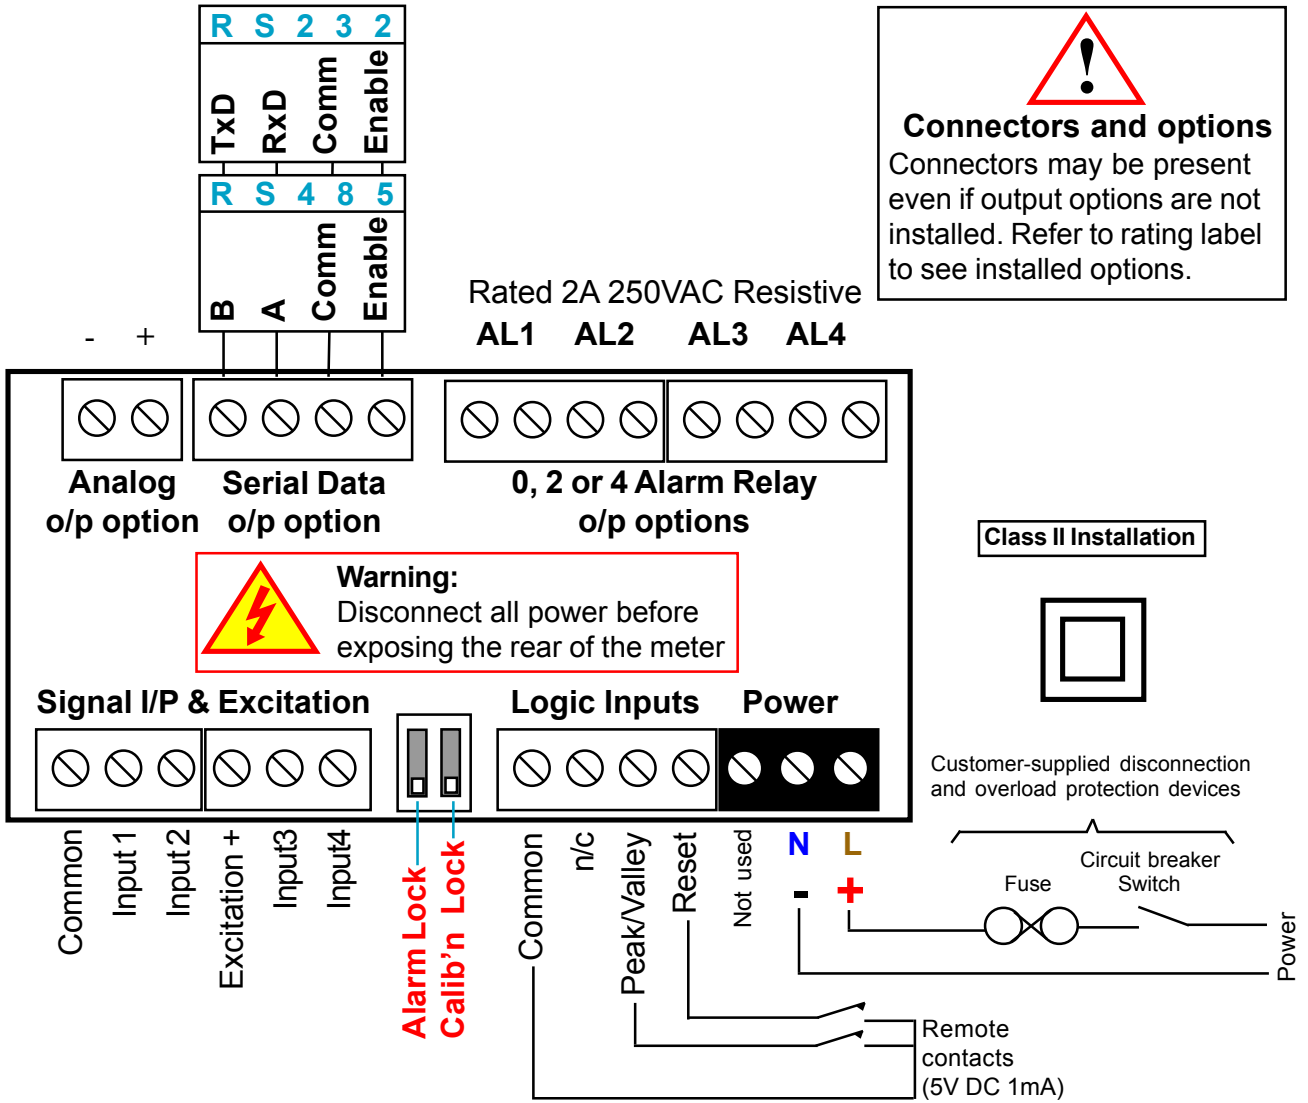 R S 2 3 2
TxD
RxD
Comm
Enable
R S 4 8 5
B
A
Comm
Enable
!
Connectors and options
Connectors may be present
even if output options are not
installed. Refer to rating label
to see installed options.
Rated 2A 250VAC Resistive
- +
AL1 AL2 AL3 AL4
Analog
o/p option
Serial Data
o/p option
0, 2 or 4 Alarm Relay
o/p options
Class II Installation
Warning:
Disconnect all power before
exposing the rear of the meter
Signal I/P & Excitation
Logic Inputs
Power
Customer-supplied disconnection
and overload protection devices
Common
Input 1
Input 2
Excitation +
Input3
Input4
Alarm Lock
Calib'n Lock
Common
n/c
Peak/Valley
Reset
Not used
N
L
-
+
Fuse
Circuit breaker
Switch
Power
Remote
contacts
(5V DC 1mA)